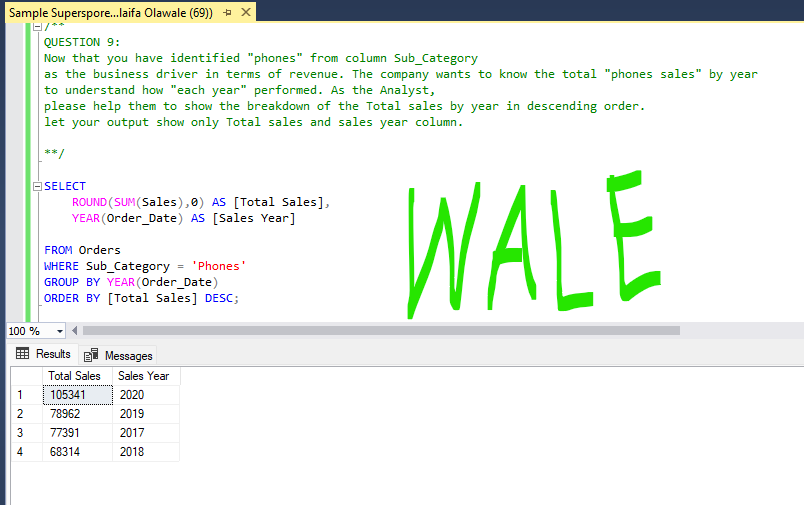 Sample Superspore...laifa Olawale (69))
/**
QUESTION 9:
Now that you have identified "phones" from column Sub_Category
as the business driver in terms of revenue. The company wants to know the total "phones sales" by year
to understand how "each year" performed. As the Analyst,
please help them to show the breakdown of the Total sales by year in descending order.
let your output show only Total sales and sales year column.
**/
SELECT
ROUND(SUM(Sales),0) AS [Total Sales],
YEAR(Order_Date) AS [Sales Year]
FROM Orders
WHERE Sub_Category = 'Phones'
GROUP BY YEAR(Order_Date)
ORDER BY [Total Sales] DESC;
WALE
100 %
Results Messages
Total Sales Sales Year
1 105341 2020
2 78962 2019
3 77391 2017
4 68314 2018